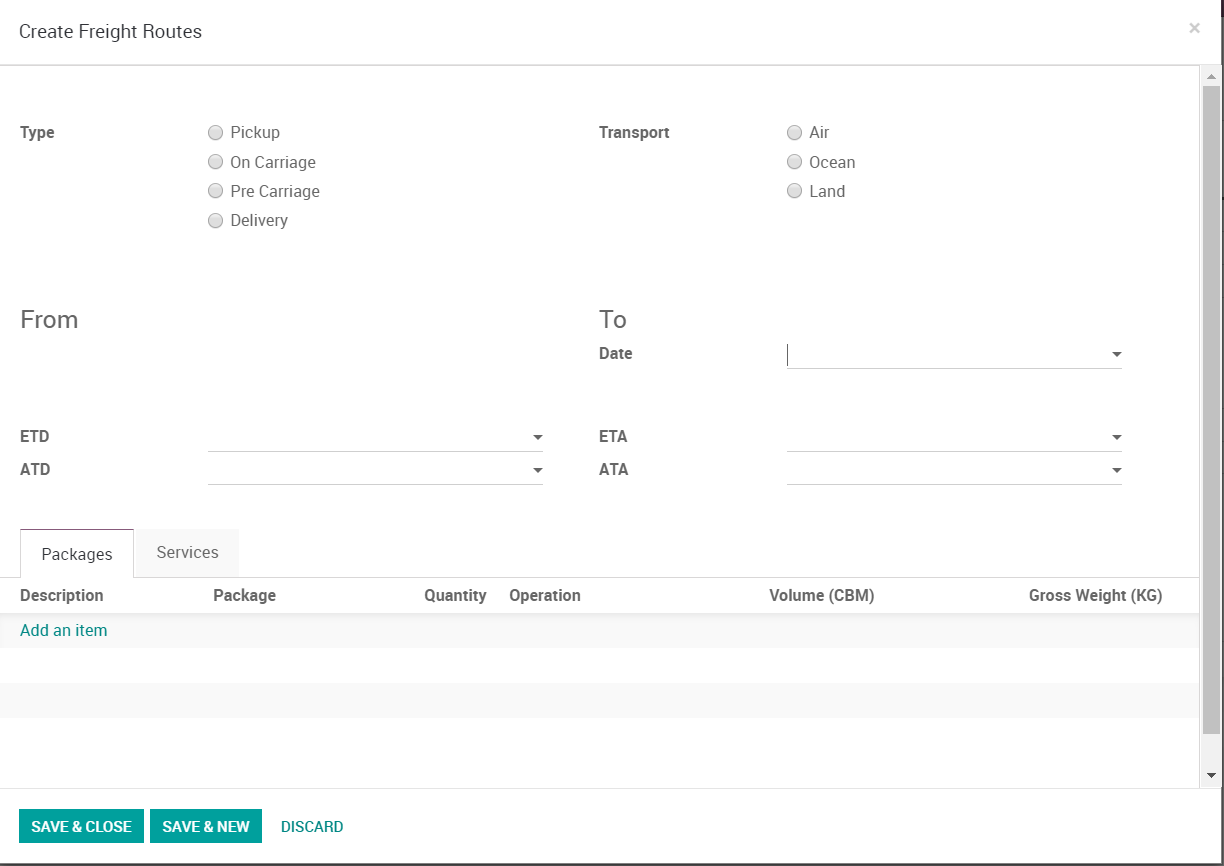 Create Freight Routes
×
Type
Pickup
On Carriage
Pre Carriage
Delivery
Transport
Air
Ocean
Land
From
To
Date
ETD
ATD
ETA
ATA
Packages Services
Description Package Quantity Operation Volume (CBM) Gross Weight (KG)
Add an item
SAVE & CLOSE SAVE & NEW DISCARD